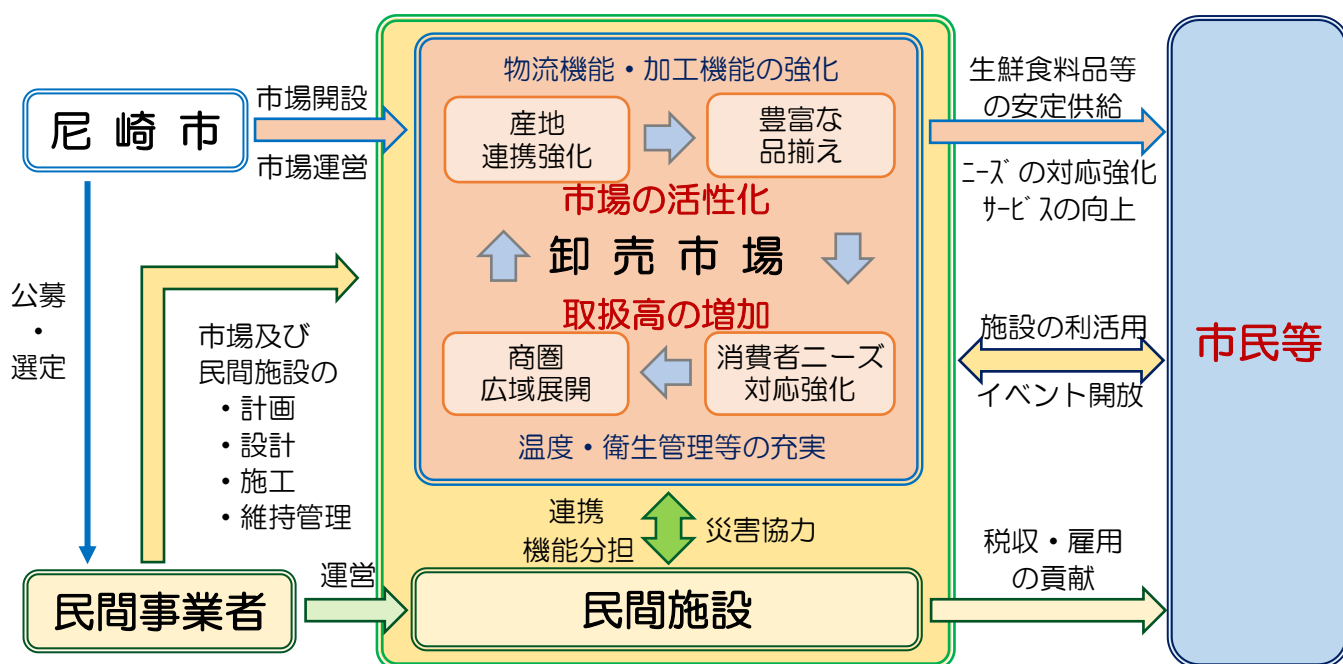 尼崎市
市場開設
市場運営
公募
・
選定
市場及び
民間施設の
・計画
・設計
・施工
・維持管理
民間事業者
運営
物流機能・加工機能の強化
産地
連携強化
豊富な
品揃え
市場の活性化
卸売市場
取扱高の増加
商圏
広域展開
消費者ニーズ
対応強化
温度・衛生管理等の充実
連携
機能分担
災害協力
民間施設
生鮮食料品等
の安定供給
ﾆｰｽﾞの対応強化
ｻｰﾋﾞｽの向上
施設の利活用
イベント開放
税収・雇用
の貢献
市民等